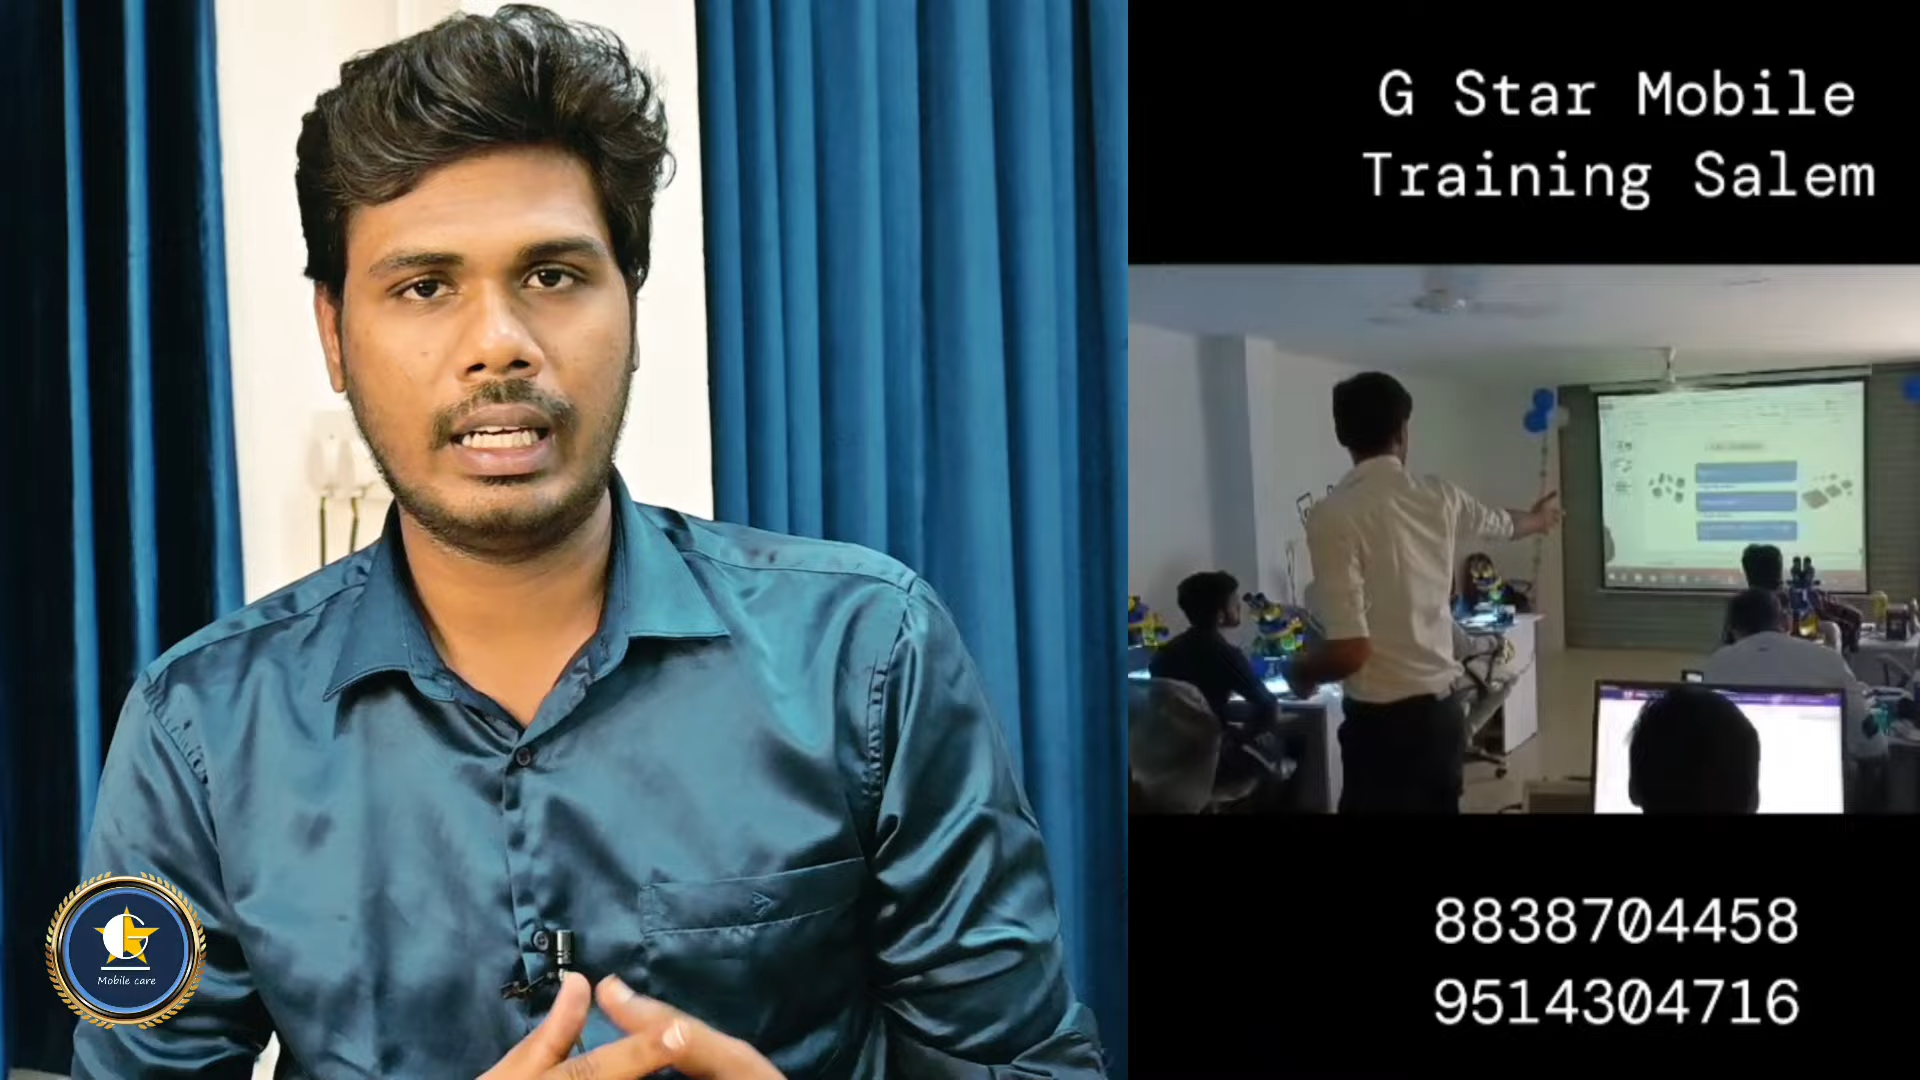 G Star Mobile
Training Salem
8838704458
9514304716
G
Mobile care